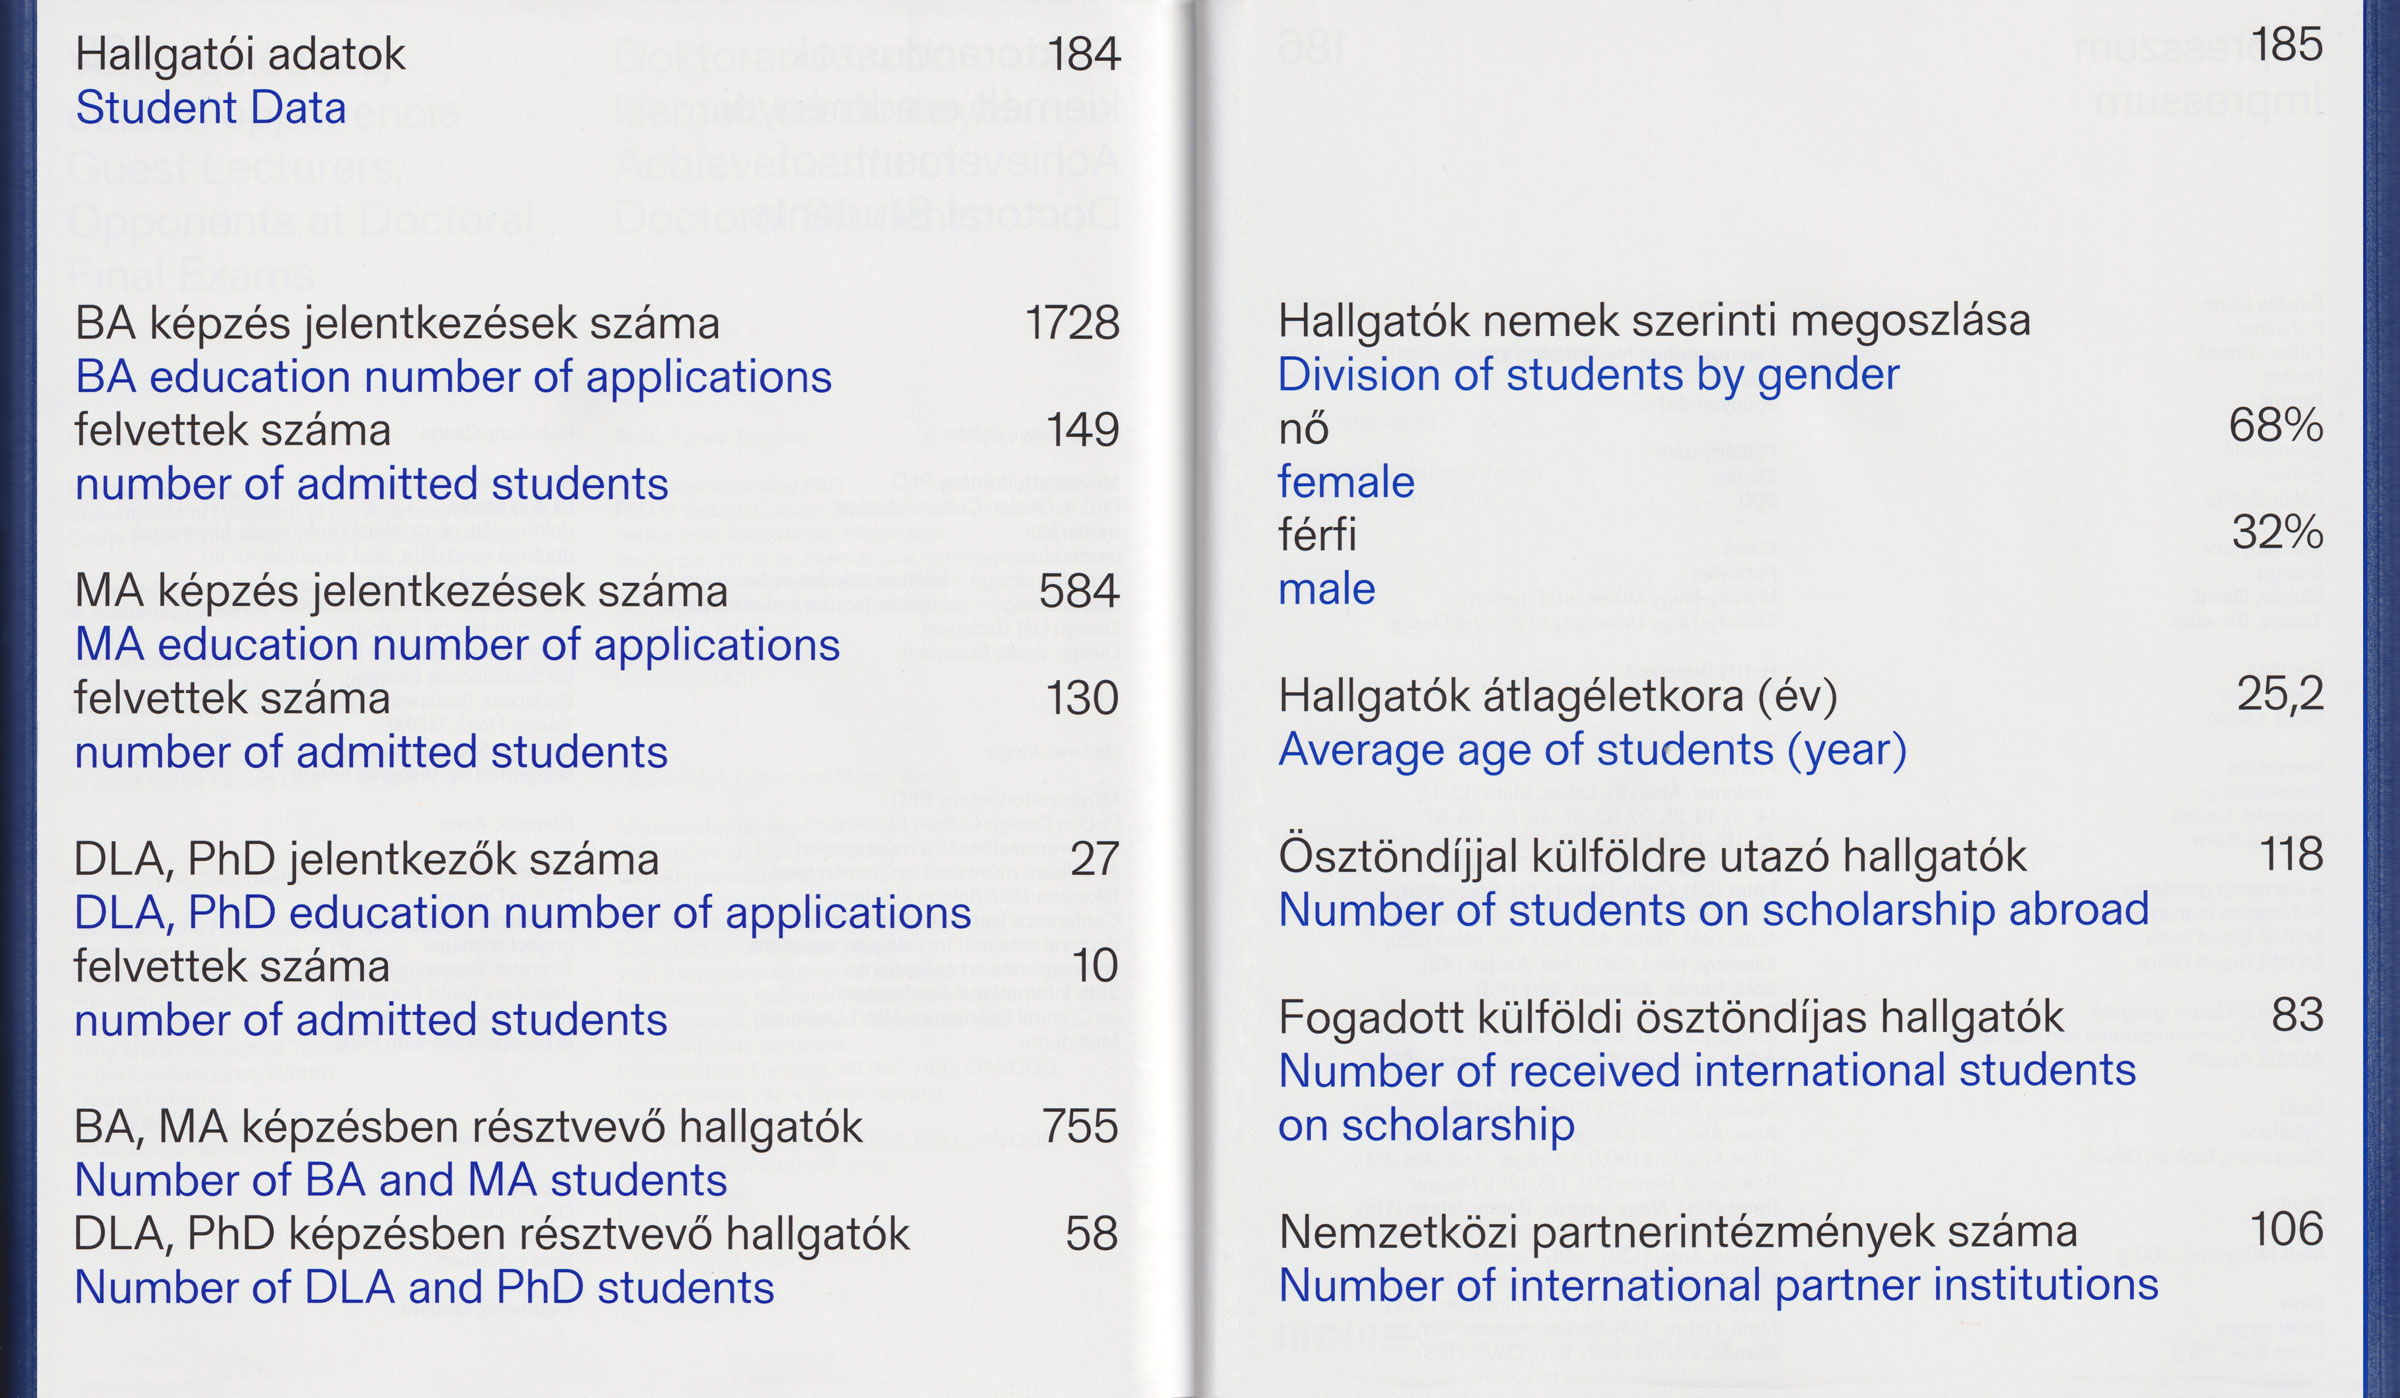 Hallgatói adatok 184
Student Data
BA képzés jelentkezések száma 1728
BA education number of applications
felvettek száma 149
number of admitted students
MA képzés jelentkezések száma 584
MA education number of applications
felvettek száma 130
number of admitted students
DLA, PhD jelentkezők száma 27
DLA, PhD education number of applications
felvettek száma 10
number of admitted students
BA, MA képzésben résztvevő hallgatók 755
Number of BA and MA students
DLA, PhD képzésben résztvevő hallgatók 58
Number of DLA and PhD students
185
Hallgatók nemek szerinti megoszlása
Division of students by gender
nő 68%
female
férfi 32%
male
Hallgatók átlagéletkora (év) 25,2
Average age of students (year)
Ösztöndíjjal külföldre utazó hallgatók 118
Number of students on scholarship abroad
Fogadott külföldi ösztöndíjas hallgatók 83
Number of received international students
on scholarship
Nemzetközi partnerintézmények száma 106
Number of international partner institutions